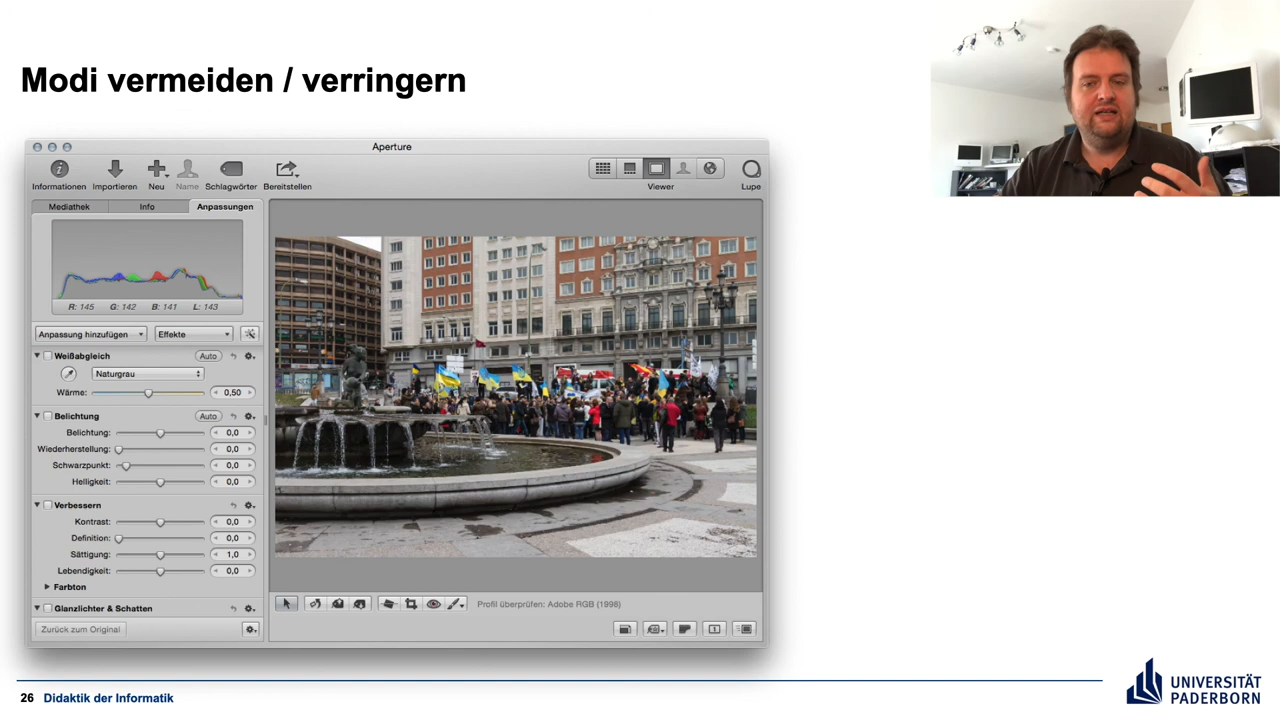 Modi vermeiden / verringern
Aperture
Informationen Importieren Neu Name Schlagwörter Bereitstellen Viewer Lupe
Mediathek Info Anpassungen
R: 145 G: 142 B: 141 L: 143
Anpassung hinzufügen Effekte
Weißabgleich Auto
Naturgrau
Wärme: 0,50
Belichtung Auto
Belichtung: 0,0
Wiederherstellung: 0,0
Schwarzpunkt: 0,0
Helligkeit: 0,0
Verbessern
Kontrast: 0,0
Definition: 0,0
Sättigung: 1,0
Lebendigkeit: 0,0
Farbton
Glanzlichter & Schatten
Profil überprüfen: Adobe RGB (1998)
Zurück zum Original
26 Didaktik der Informatik
UNIVERSITÄT
PADERBORN